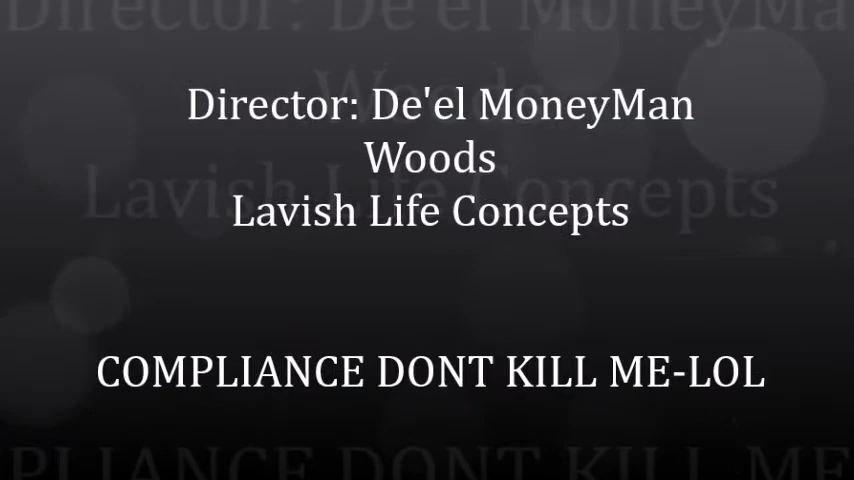 Director: De'el MoneyMan
Woods
Lavish Life Concepts
COMPLIANCE DONT KILL ME-LOL